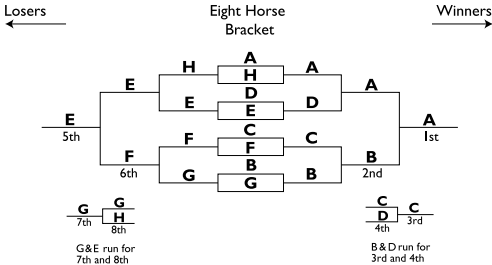 Losers Eight Horse Winners
Bracket
A
H H A
E D A
E E D
E A
5th C 1st
F F C
F B B
6th G G B 2nd
G G C C
7th H D 3rd
8th 4th
G&E run for B & D run for
7th and 8th 3rd and 4th